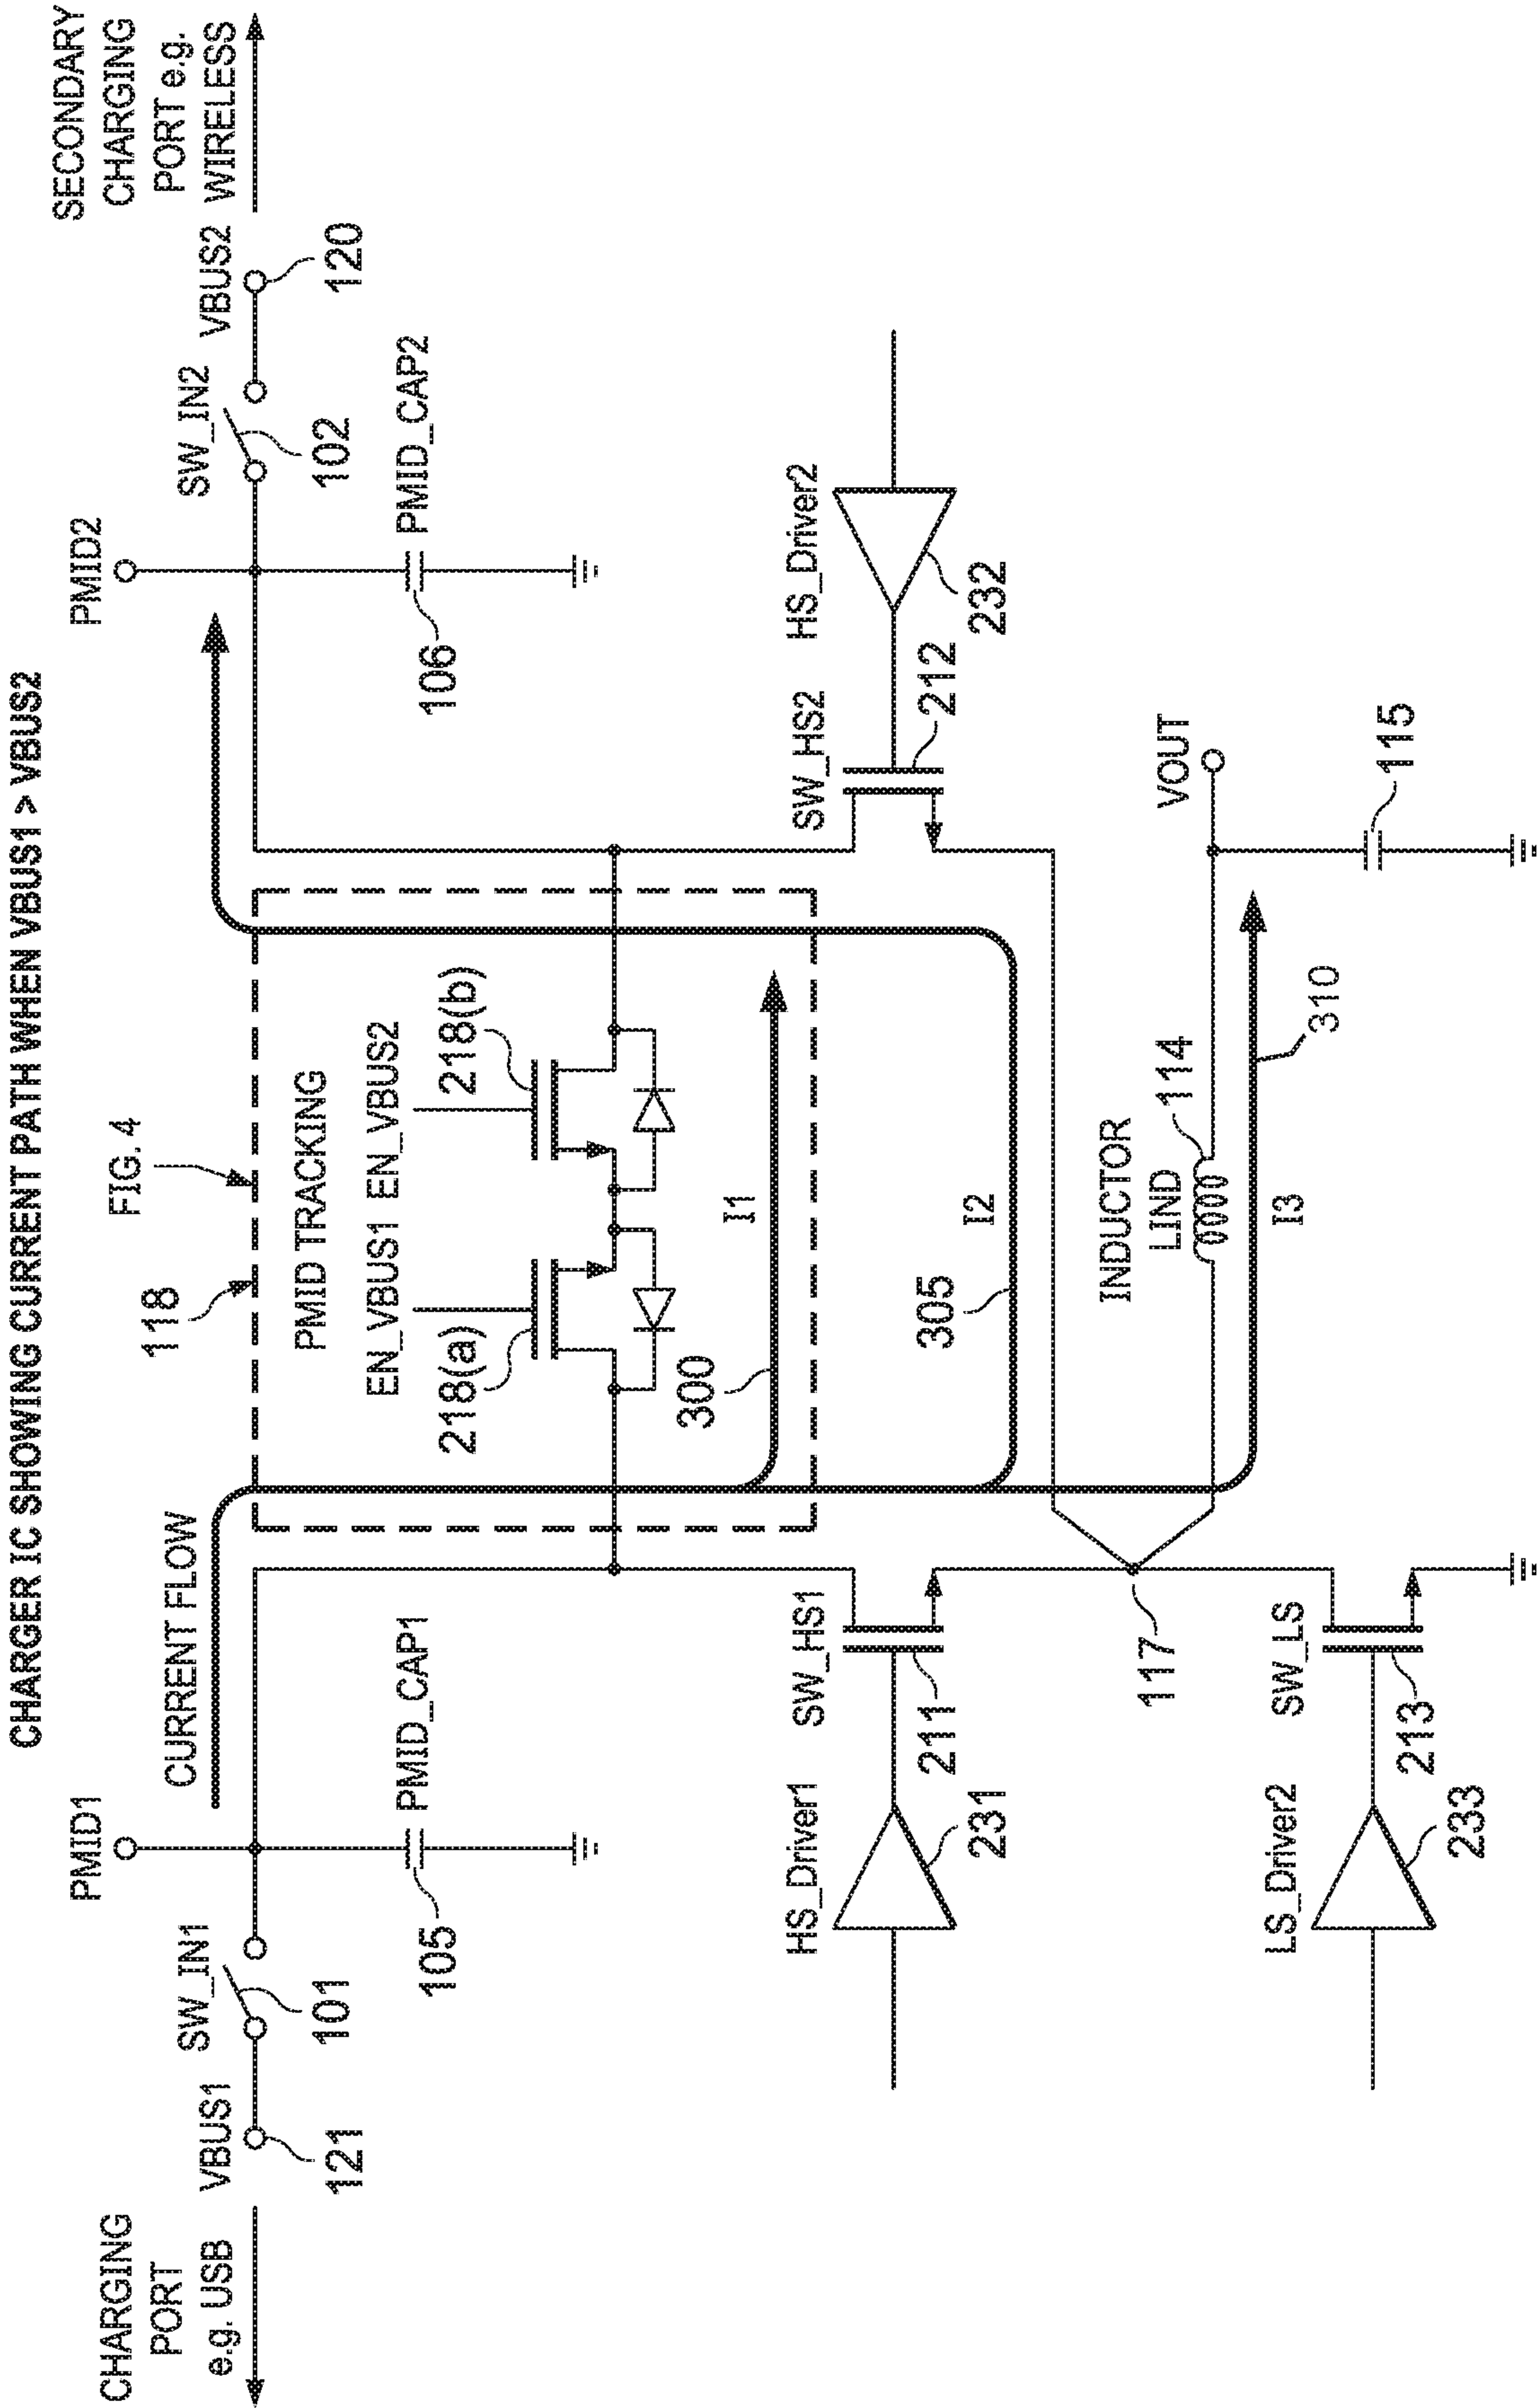 CHARGER IC SHOWING CURRENT PATH WHEN VBUS1 > VBUS2
SECONDARY
CHARGING
PORT e.g.
WIRELESS
CHARGING
PORT
e.g. USB
PMID1
PMID2
CURRENT FLOW
118
FIG. 4
VBUS1
SW_IN1
SW_IN2
VBUS2
121
101
102
120
PMID TRACKING
EN_VBUS1 EN_VBUS2
105
PMID_CAP1
218(a)
218(b)
106
PMID_CAP2
300
I1
HS_Driver1
SW_HS1
SW_HS2
HS_Driver2
231
211
305
I2
212
232
117
INDUCTOR
LIND
114
VOUT
LS_Driver2
SW_LS
I3
310
115
233
213